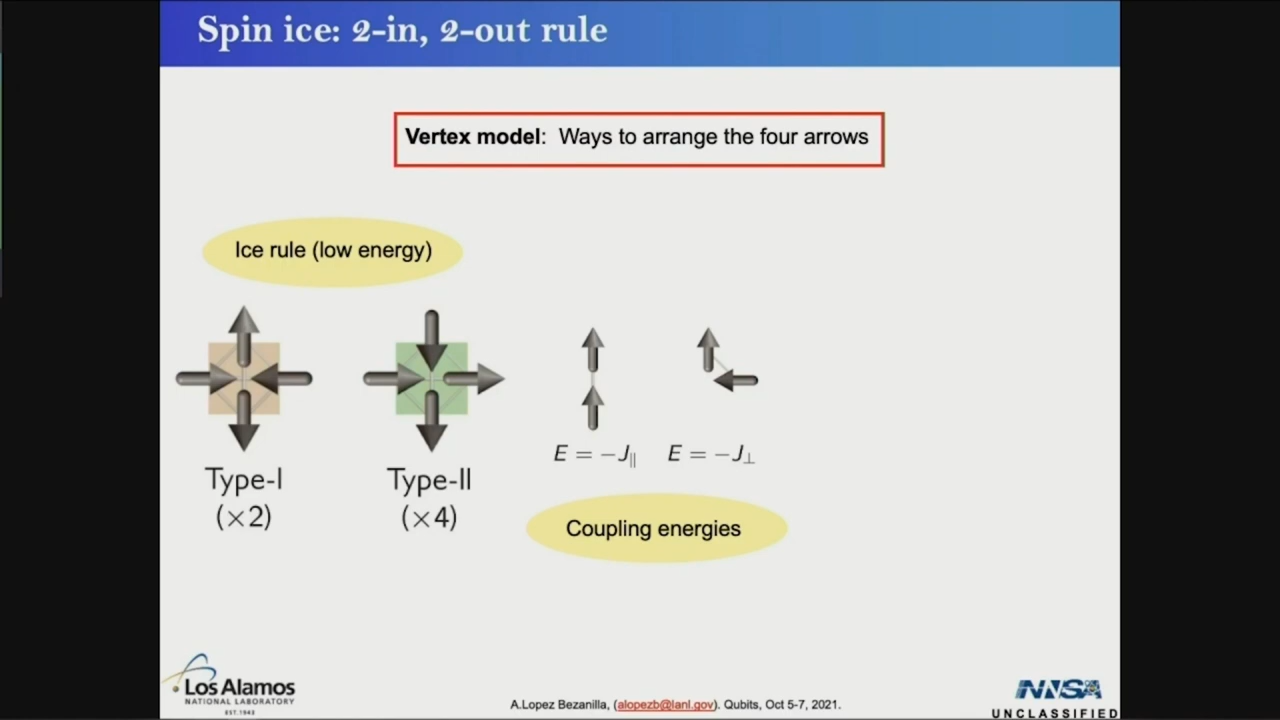 Spin ice: 2-in, 2-out rule
Vertex model: Ways to arrange the four arrows
Ice rule (low energy)
Type-I
(×2)
Type-II
(×4)
E = −J∥
E = −J⊥
Coupling energies
Los Alamos
NATIONAL LABORATORY
EST.1943
A.Lopez Bezanilla, (alopezb@lanl.gov). Qubits, Oct 5-7, 2021.
NNSA
UNCLASSIFIED